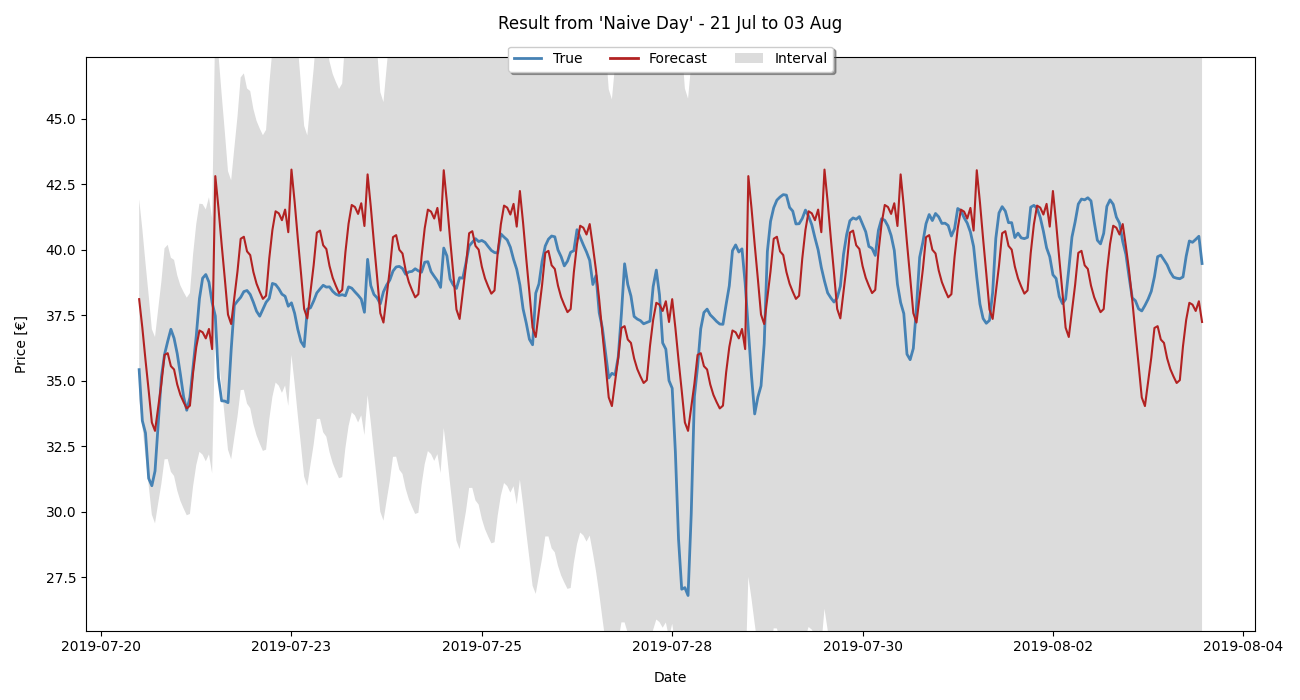 Result from 'Naive Day' - 21 Jul to 03 Aug
True Forecast Interval
Price [€]
45.0
42.5
40.0
37.5
35.0
32.5
30.0
27.5
2019-07-20 2019-07-23 2019-07-25 2019-07-28 2019-07-30 2019-08-02 2019-08-04
Date